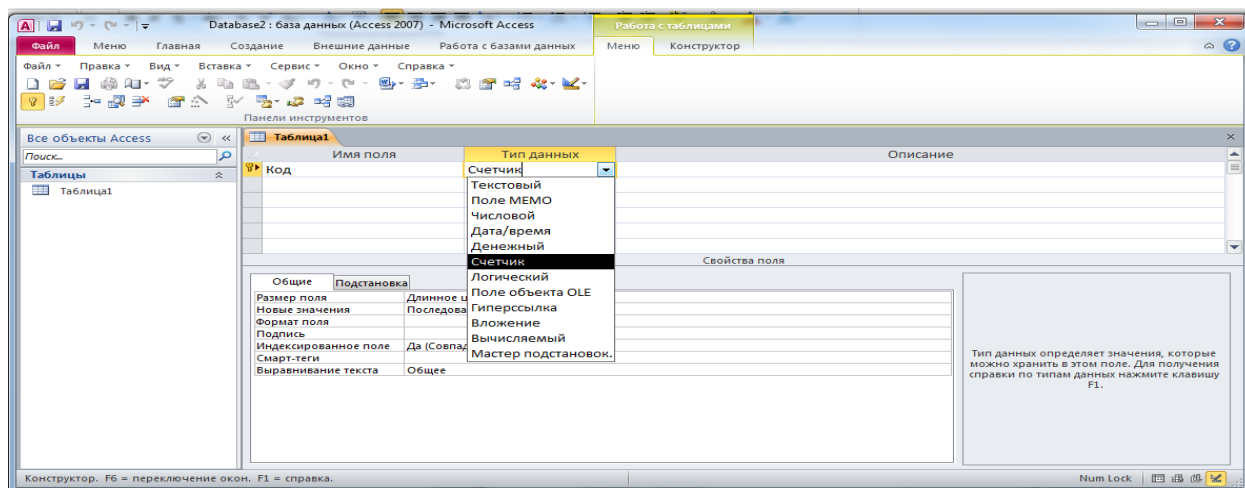 Database2 : база данных (Access 2007) - Microsoft Access
Работа с таблицами
Файл Меню Главная Создание Внешние данные Работа с базами данных Меню Конструктор
Файл Правка Вид Вставка Сервис Окно Справка
Панели инструментов
Все объекты Access
Таблица1
Поиск...
Имя поля Тип данных Описание
Таблицы
Код Счетчик
Таблица1
Текстовый
Поле МЕМО
Числовой
Дата/время
Денежный
Счетчик
Логический
Поле объекта OLE
Гиперссылка
Вложение
Вычисляемый
Мастер подстановок.
Свойства поля
Общие Подстановка
Размер поля Длинное ц
Новые значения Последова
Формат поля
Подпись
Индексированное поле Да (Совпад
Смарт-теги
Выравнивание текста Общее
Тип данных определяет значения, которые
можно хранить в этом поле. Для получения
справки по типам данных нажмите клавишу
F1.
Конструктор. F6 = переключение окон. F1 = справка.
Num Lock